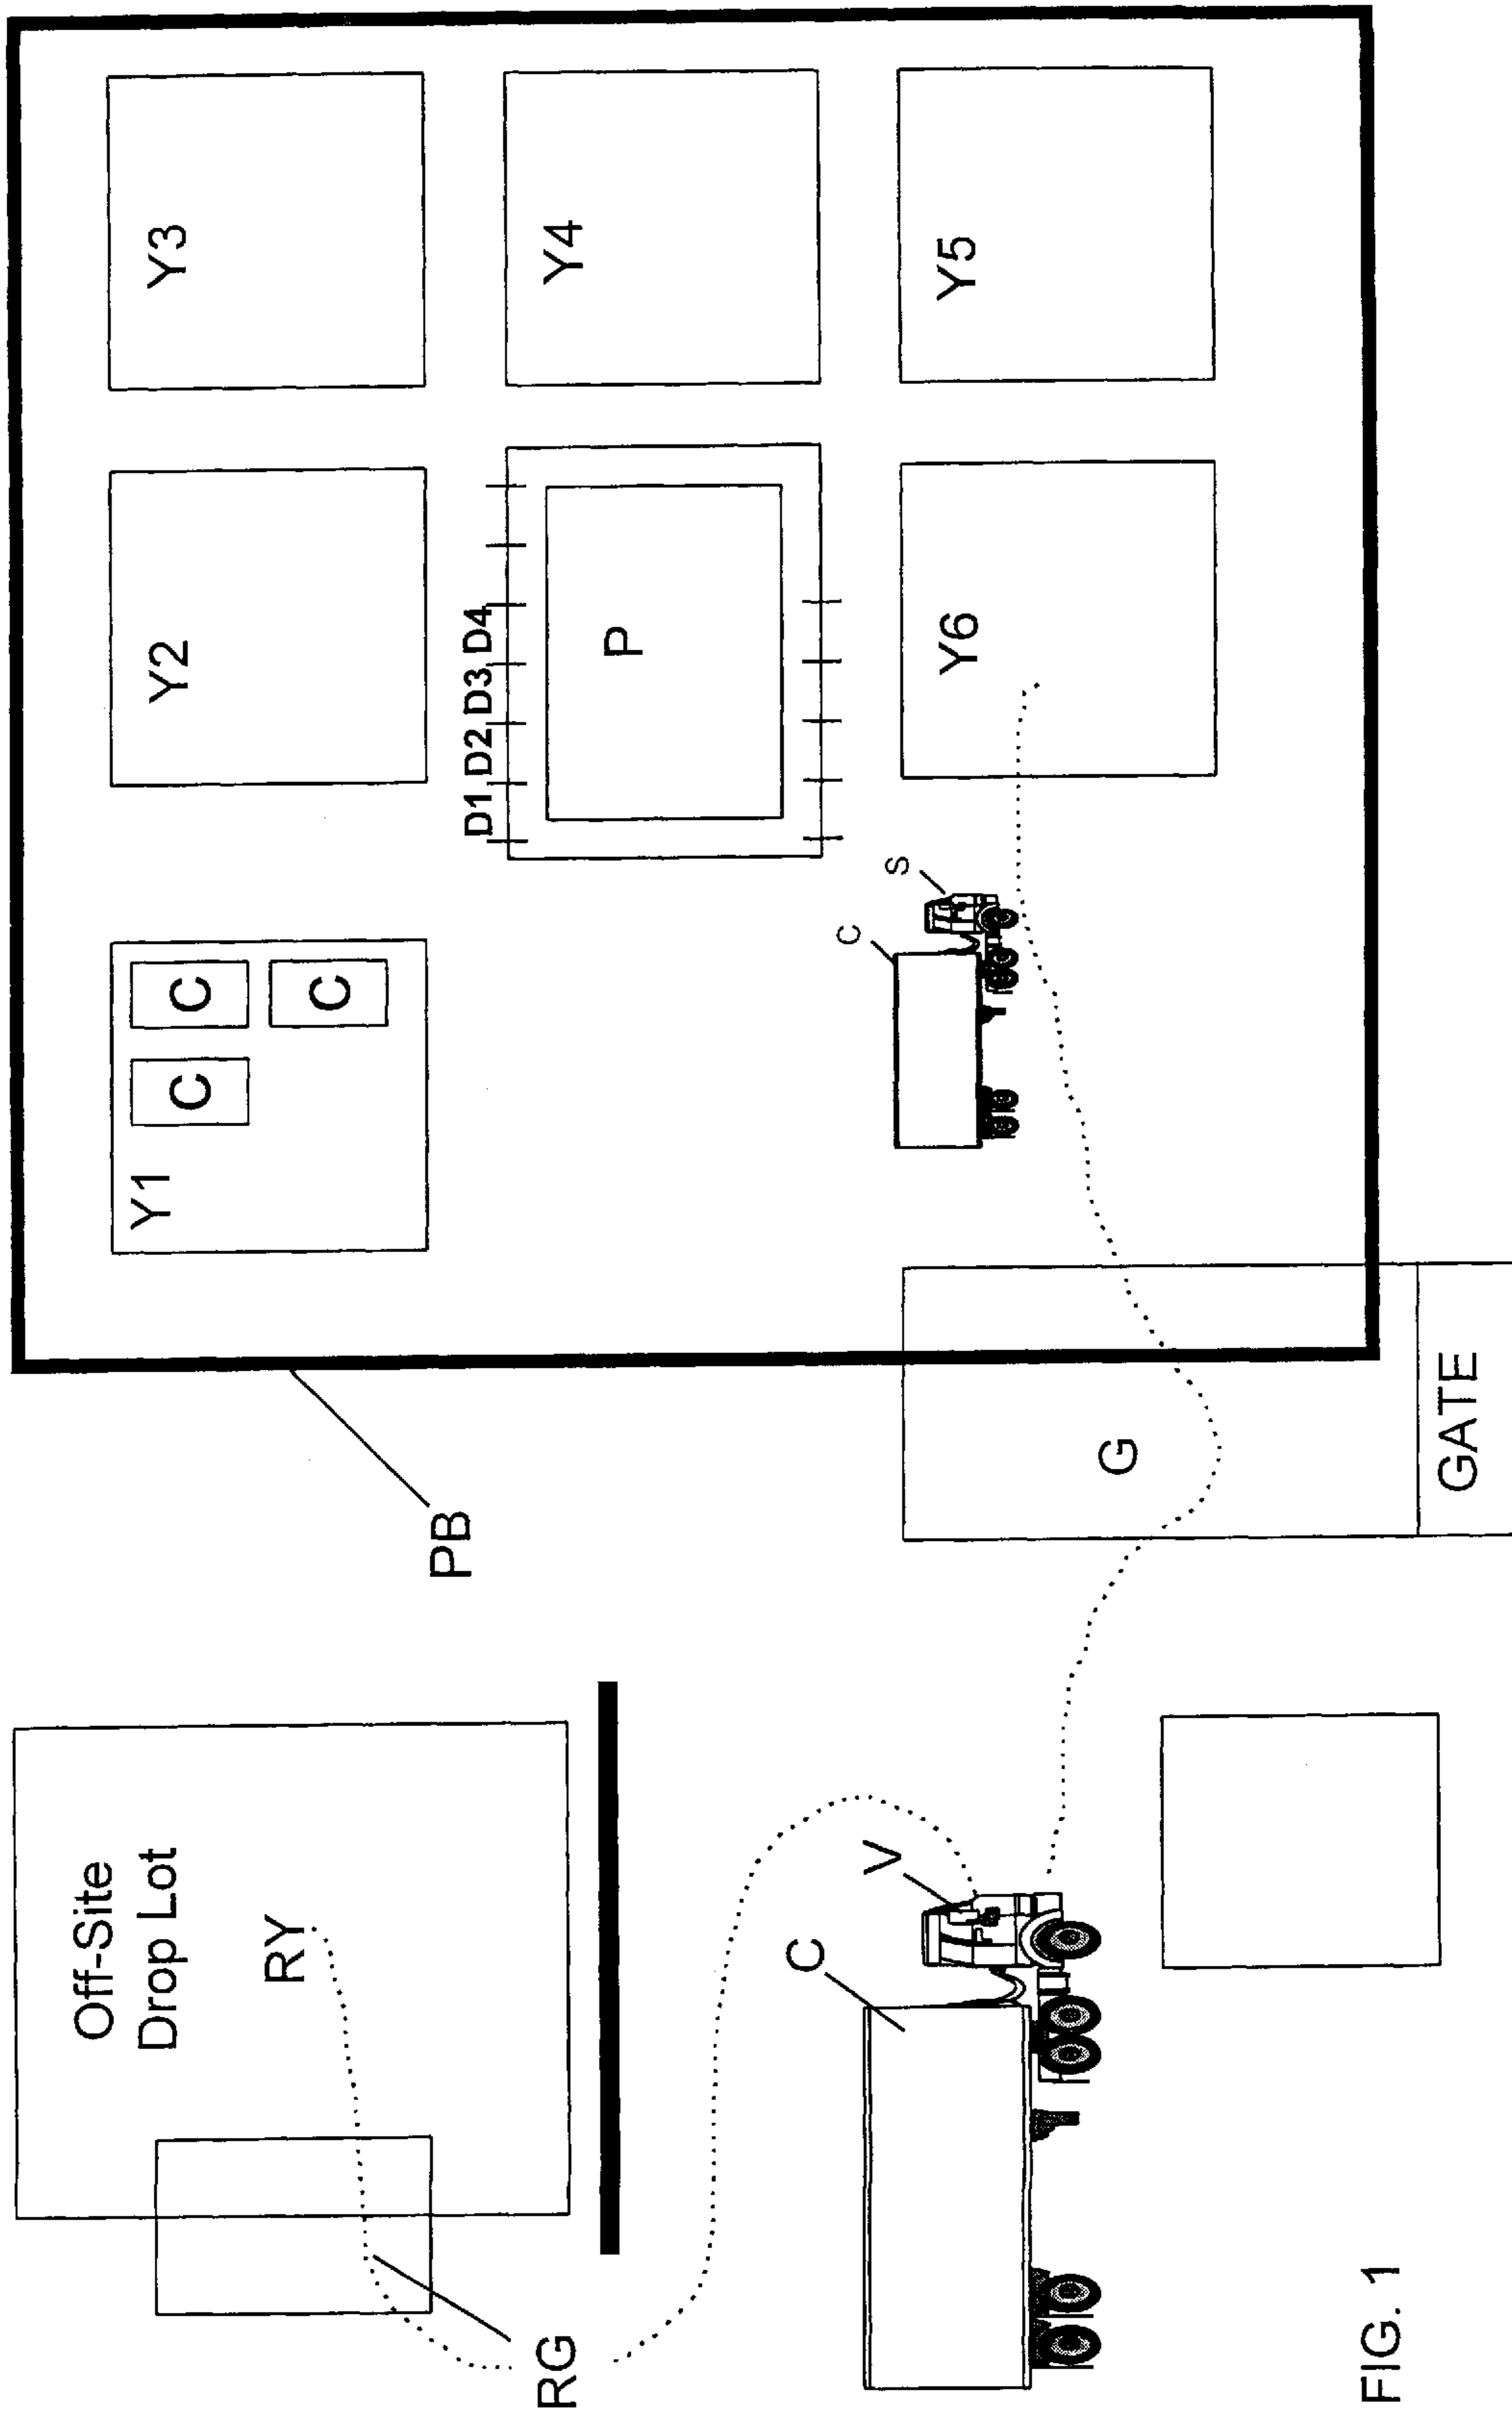 Off-Site
Drop Lot
RY
RG
PB
Y1
C
C
C
Y2
Y3
D1 D2 D3 D4
P
Y4
C
S
Y5
Y6
V
C
G
GATE
FIG. 1